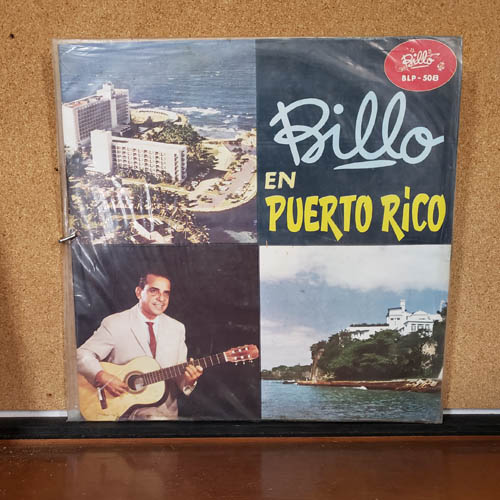 Billo
BLP-508
Billo
EN
PUERTO RICO